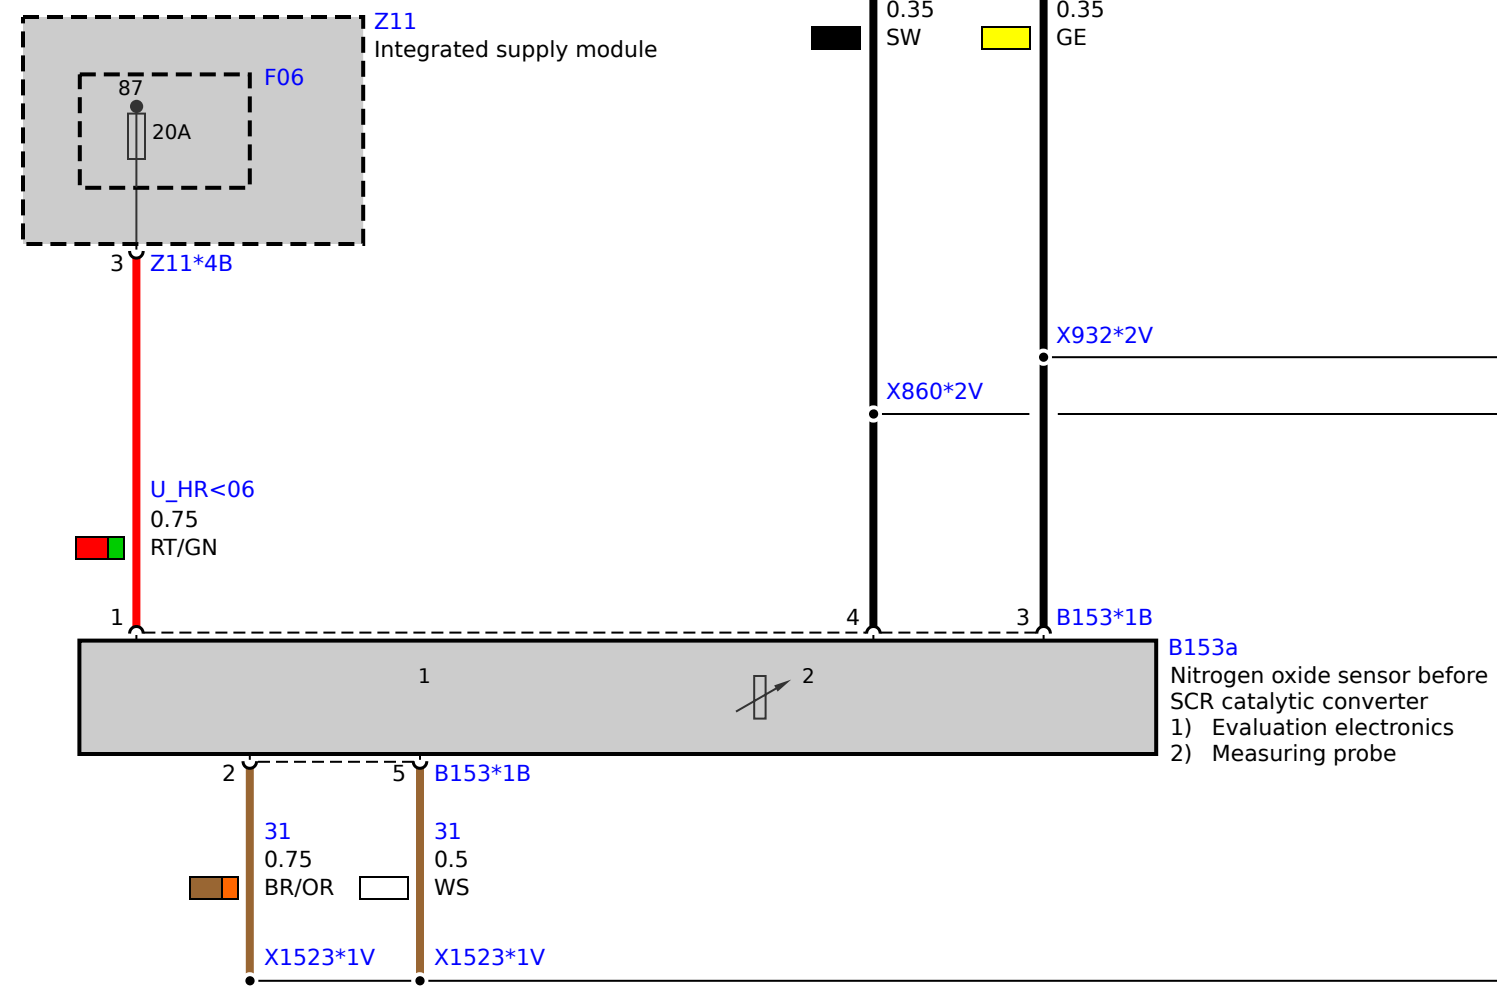 Z11
Integrated supply module
F06
87
20A
3
Z11*4B
0.35
SW
0.35
GE
X932*2V
X860*2V
U_HR<06
0.75
RT/GN
1
4
3
B153*1B
B153a
Nitrogen oxide sensor before
SCR catalytic converter
1) Evaluation electronics
2) Measuring probe
1
2
2
5
B153*1B
31
0.75
BR/OR
31
0.5
WS
X1523*1V
X1523*1V